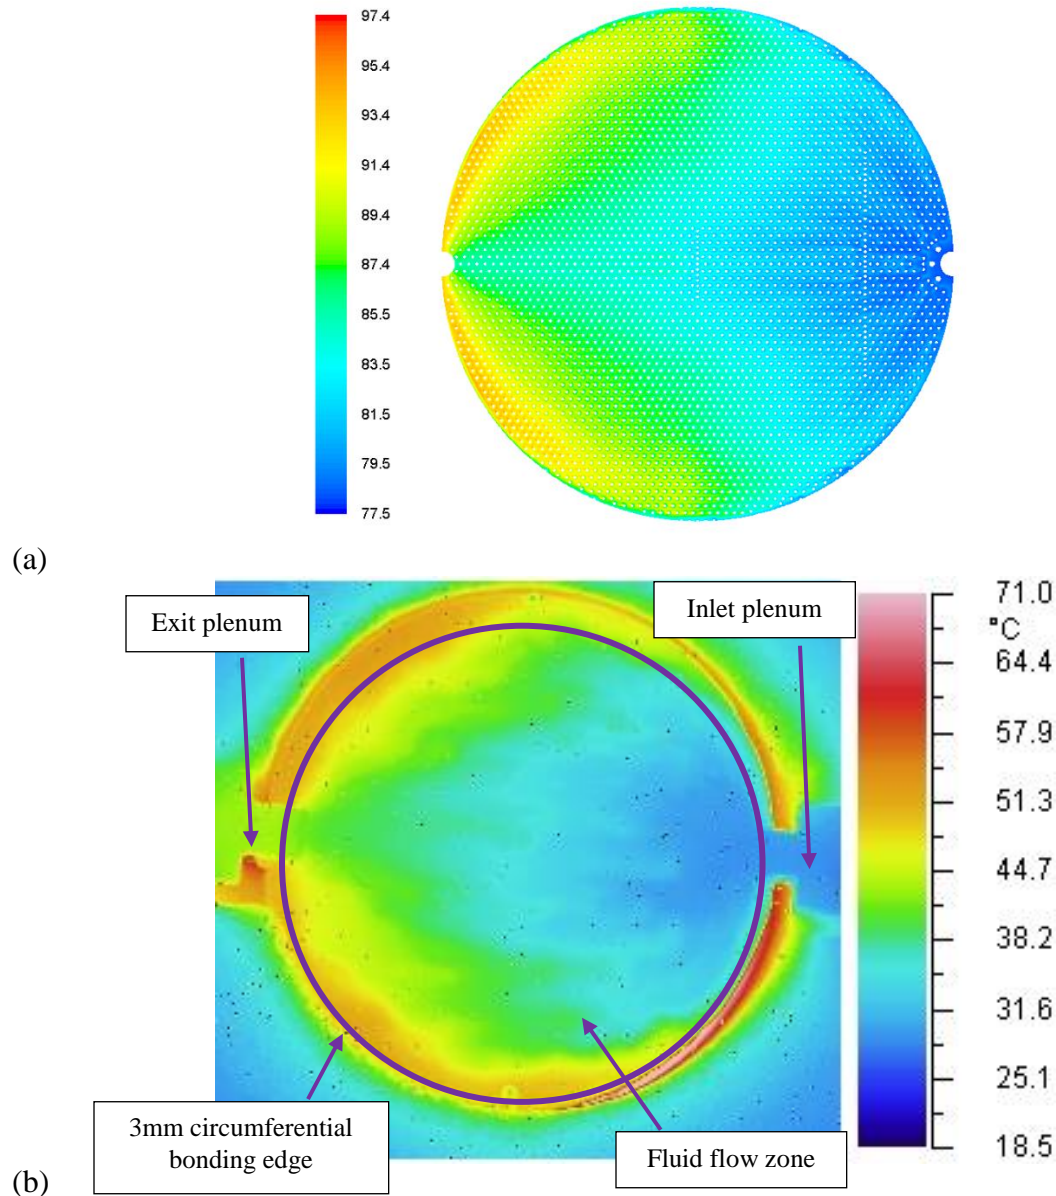 97.4
95.4
93.4
91.4
89.4
87.4
85.5
83.5
81.5
79.5
77.5
(a)
Exit plenum
Inlet plenum
71.0
°C
64.4
57.9
51.3
44.7
38.2
31.6
25.1
18.5
3mm circumferential
bonding edge
Fluid flow zone
(b)